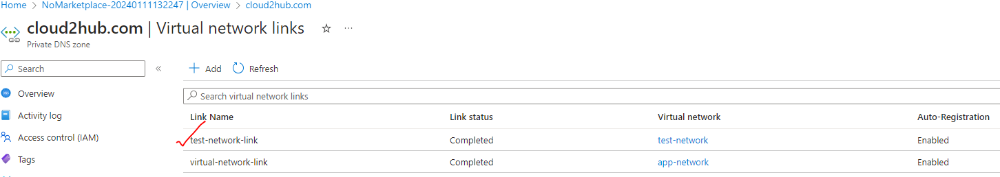 Home > NoMarketplace-20240111132247 | Overview > cloud2hub.com >
cloud2hub.com | Virtual network links ☆ ...
Private DNS zone
Search «
+ Add Refresh
Overview
Search virtual network links
Activity log
Link Name Link status Virtual network Auto-Registration
Access control (IAM)
test-network-link Completed test-network Enabled
Tags
virtual-network-link Completed app-network Enabled